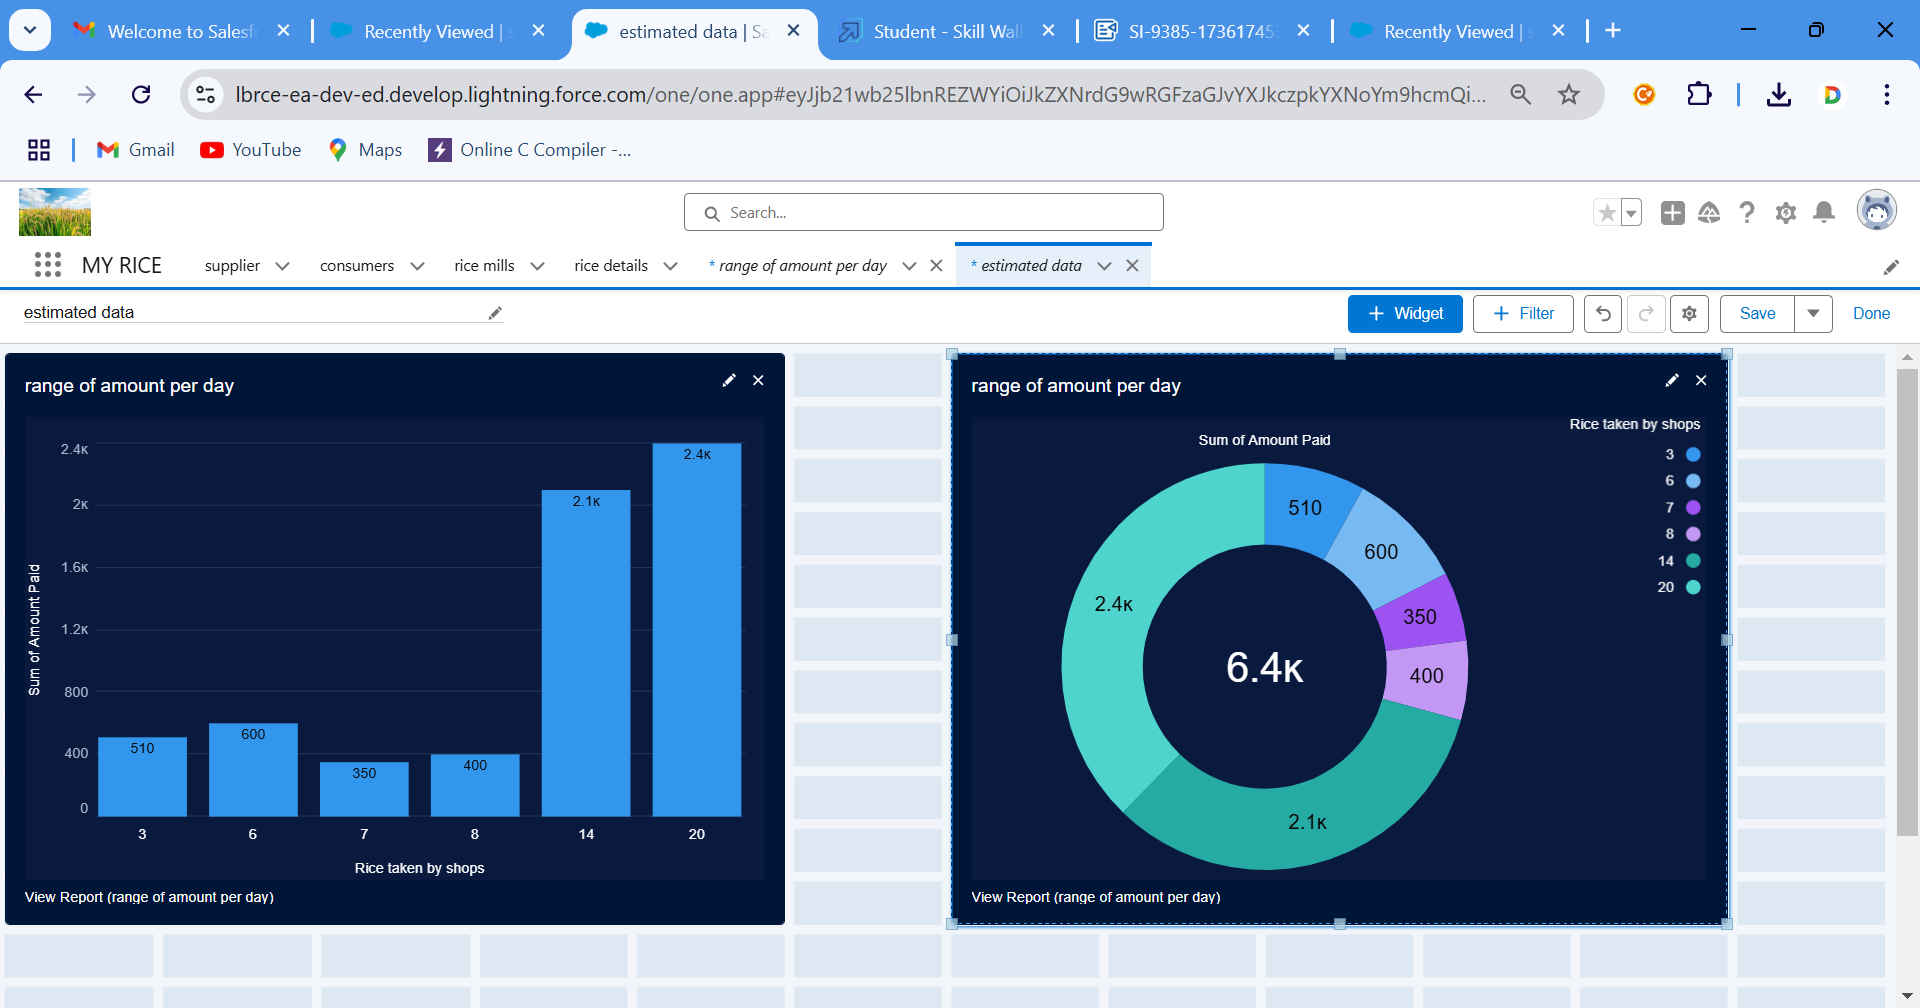 Welcome to Salesf
Recently Viewed | s
estimated data | Sa
Student - Skill Wall
SI-9385-17361745
Recently Viewed | s
lbrce-ea-dev-ed.develop.lightning.force.com/one/one.app#eyJjb21wb25lbnREZWYiOiJkZXNrdG9wRGFzaGJvYXJkczpkYXNoYm9hcmQi...
D
Gmail
YouTube
Maps
Online C Compiler -...
Search...
MY RICE
supplier
consumers
rice mills
rice details
* range of amount per day
* estimated data
estimated data
+ Widget
+ Filter
Save
Done
range of amount per day
Sum of Amount Paid
2.4K
2K
1.6K
1.2K
800
400
0
510
600
350
400
2.1K
2.4K
3
6
7
8
14
20
Rice taken by shops
View Report (range of amount per day)
range of amount per day
Sum of Amount Paid
Rice taken by shops
3
6
7
8
14
20
510
600
350
400
2.1K
2.4K
6.4K
View Report (range of amount per day)